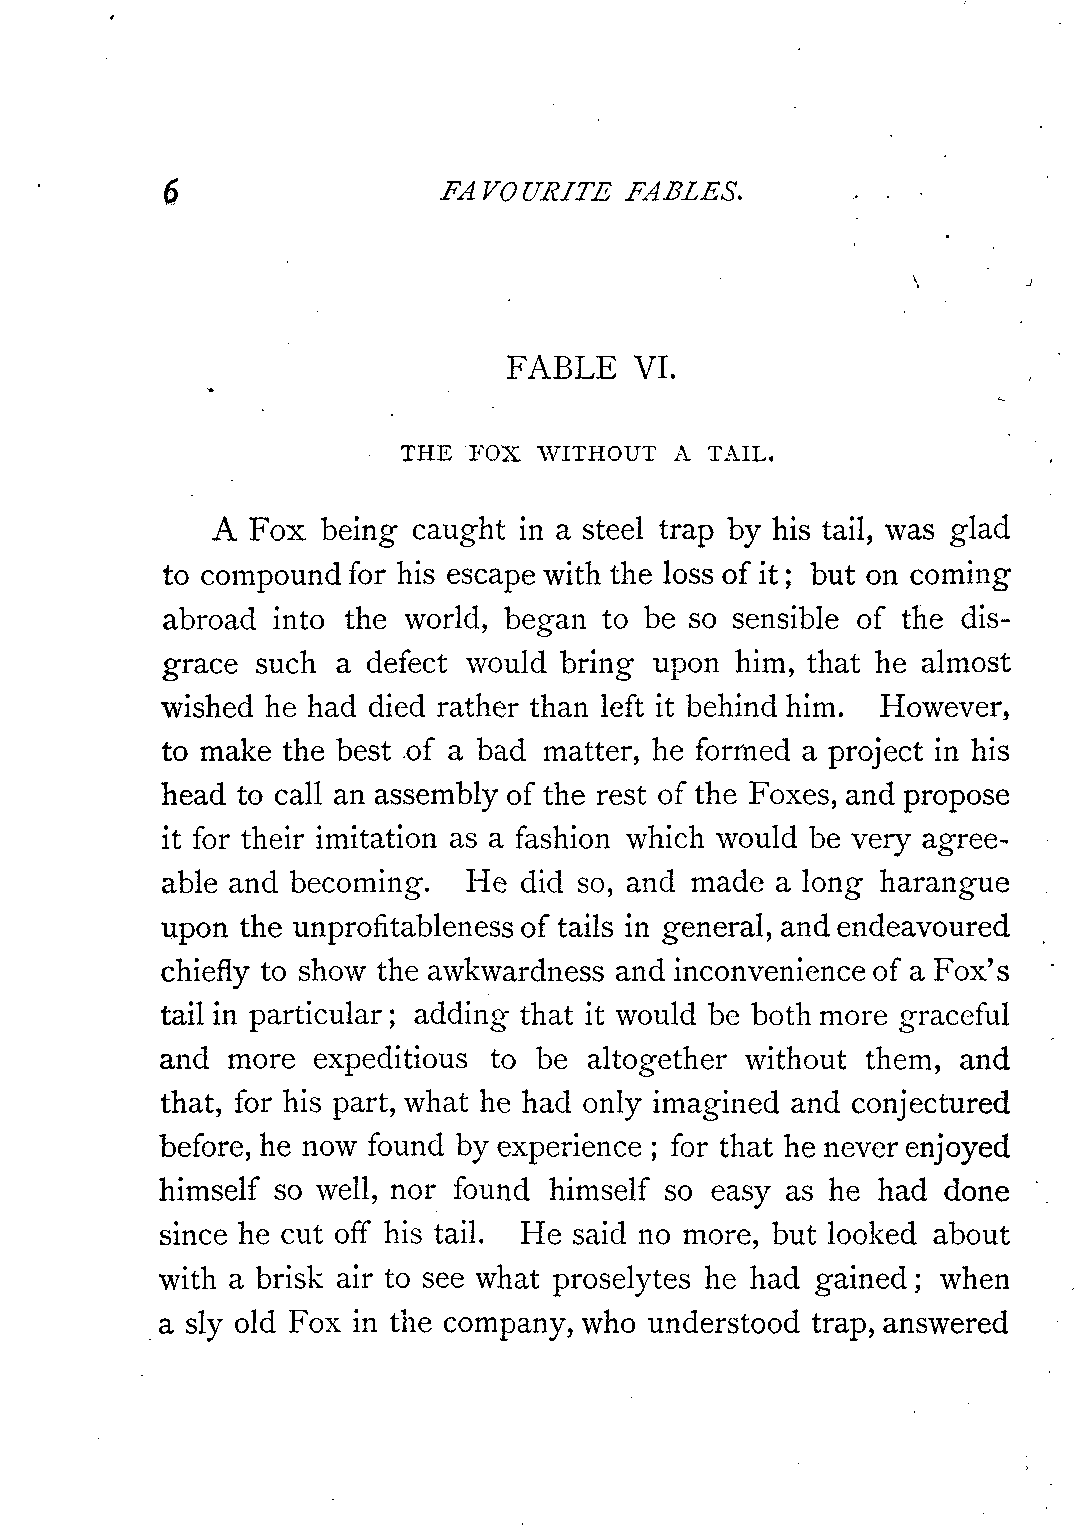 6 FAVOURITE FABLES.
FABLE VI.
THE FOX WITHOUT A TAIL.
A Fox being caught in a steel trap by his tail, was glad
to compound for his escape with the loss of it; but on coming
abroad into the world, began to be so sensible of the dis-
grace such a defect would bring upon him, that he almost
wished he had died rather than left it behind him. However,
to make the best of a bad matter, he formed a project in his
head to call an assembly of the rest of the Foxes, and propose
it for their imitation as a fashion which would be very agree-
able and becoming. He did so, and made a long harangue
upon the unprofitableness of tails in general, and endeavoured
chiefly to show the awkwardness and inconvenience of a Fox's
tail in particular; adding that it would be both more graceful
and more expeditious to be altogether without them, and
that, for his part, what he had only imagined and conjectured
before, he now found by experience; for that he never enjoyed
himself so well, nor found himself so easy as he had done
since he cut off his tail. He said no more, but looked about
with a brisk air to see what proselytes he had gained; when
a sly old Fox in the company, who understood trap, answered